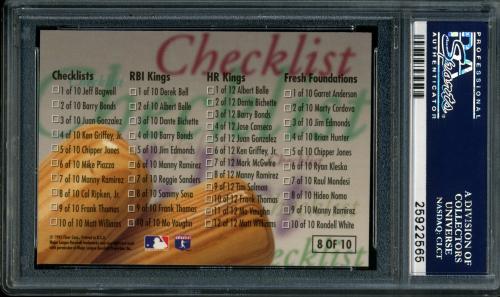 Checklist
Checklists
1 of 10 Jeff Bagwell
2 of 10 Barry Bonds
3 of 10 Juan Gonzalez
4 of 10 Ken Griffey, Jr.
5 of 10 Chipper Jones
6 of 10 Mike Piazza
7 of 10 Manny Ramirez
8 of 10 Cal Ripken, Jr.
9 of 10 Frank Thomas
10 of 10 Matt Williams
RBI Kings
1 of 10 Derek Bell
2 of 10 Albert Belle
3 of 10 Dante Bichette
4 of 10 Barry Bonds
5 of 10 Jim Edmonds
6 of 10 Manny Ramirez
7 of 10 Reggie Sanders
8 of 10 Sammy Sosa
9 of 10 Frank Thomas
10 of 10 Mo Vaughn
HR Kings
1 of 12 Albert Belle
2 of 12 Dante Bichette
3 of 12 Barry Bonds
4 of 12 Jose Canseco
5 of 12 Juan Gonzalez
6 of 12 Ken Griffey, Jr.
7 of 12 Mark McGwire
8 of 12 Manny Ramirez
9 of 12 Tim Salmon
10 of 12 Frank Thomas
11 of 12 Mo Vaughn
12 of 12 Matt Williams
Fresh Foundations
1 of 10 Garret Anderson
2 of 10 Marty Cordova
3 of 10 Jim Edmonds
4 of 10 Brian Hunter
5 of 10 Chipper Jones
6 of 10 Ryan Klesko
7 of 10 Raul Mondesi
8 of 10 Hideo Nomo
9 of 10 Manny Ramirez
10 of 10 Rondell White
8 OF 10
PROFESSIONAL
PSA
Sports
AUTHENTICATOR
A DIVISION OF
COLLECTORS
UNIVERSE
NASDAQ: CLCT
25922565